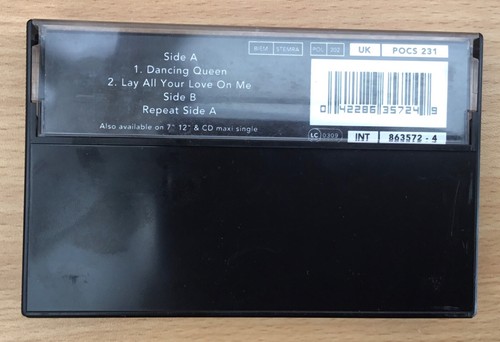 BIEM STEMRA POL 222 UK POCS 231
Side A
1. Dancing Queen
2. Lay All Your Love On Me
Side B
Repeat Side A
Also available on 7" 12" & CD maxi single
0 42286 35724 9
LC 0309 INT 863572 - 4